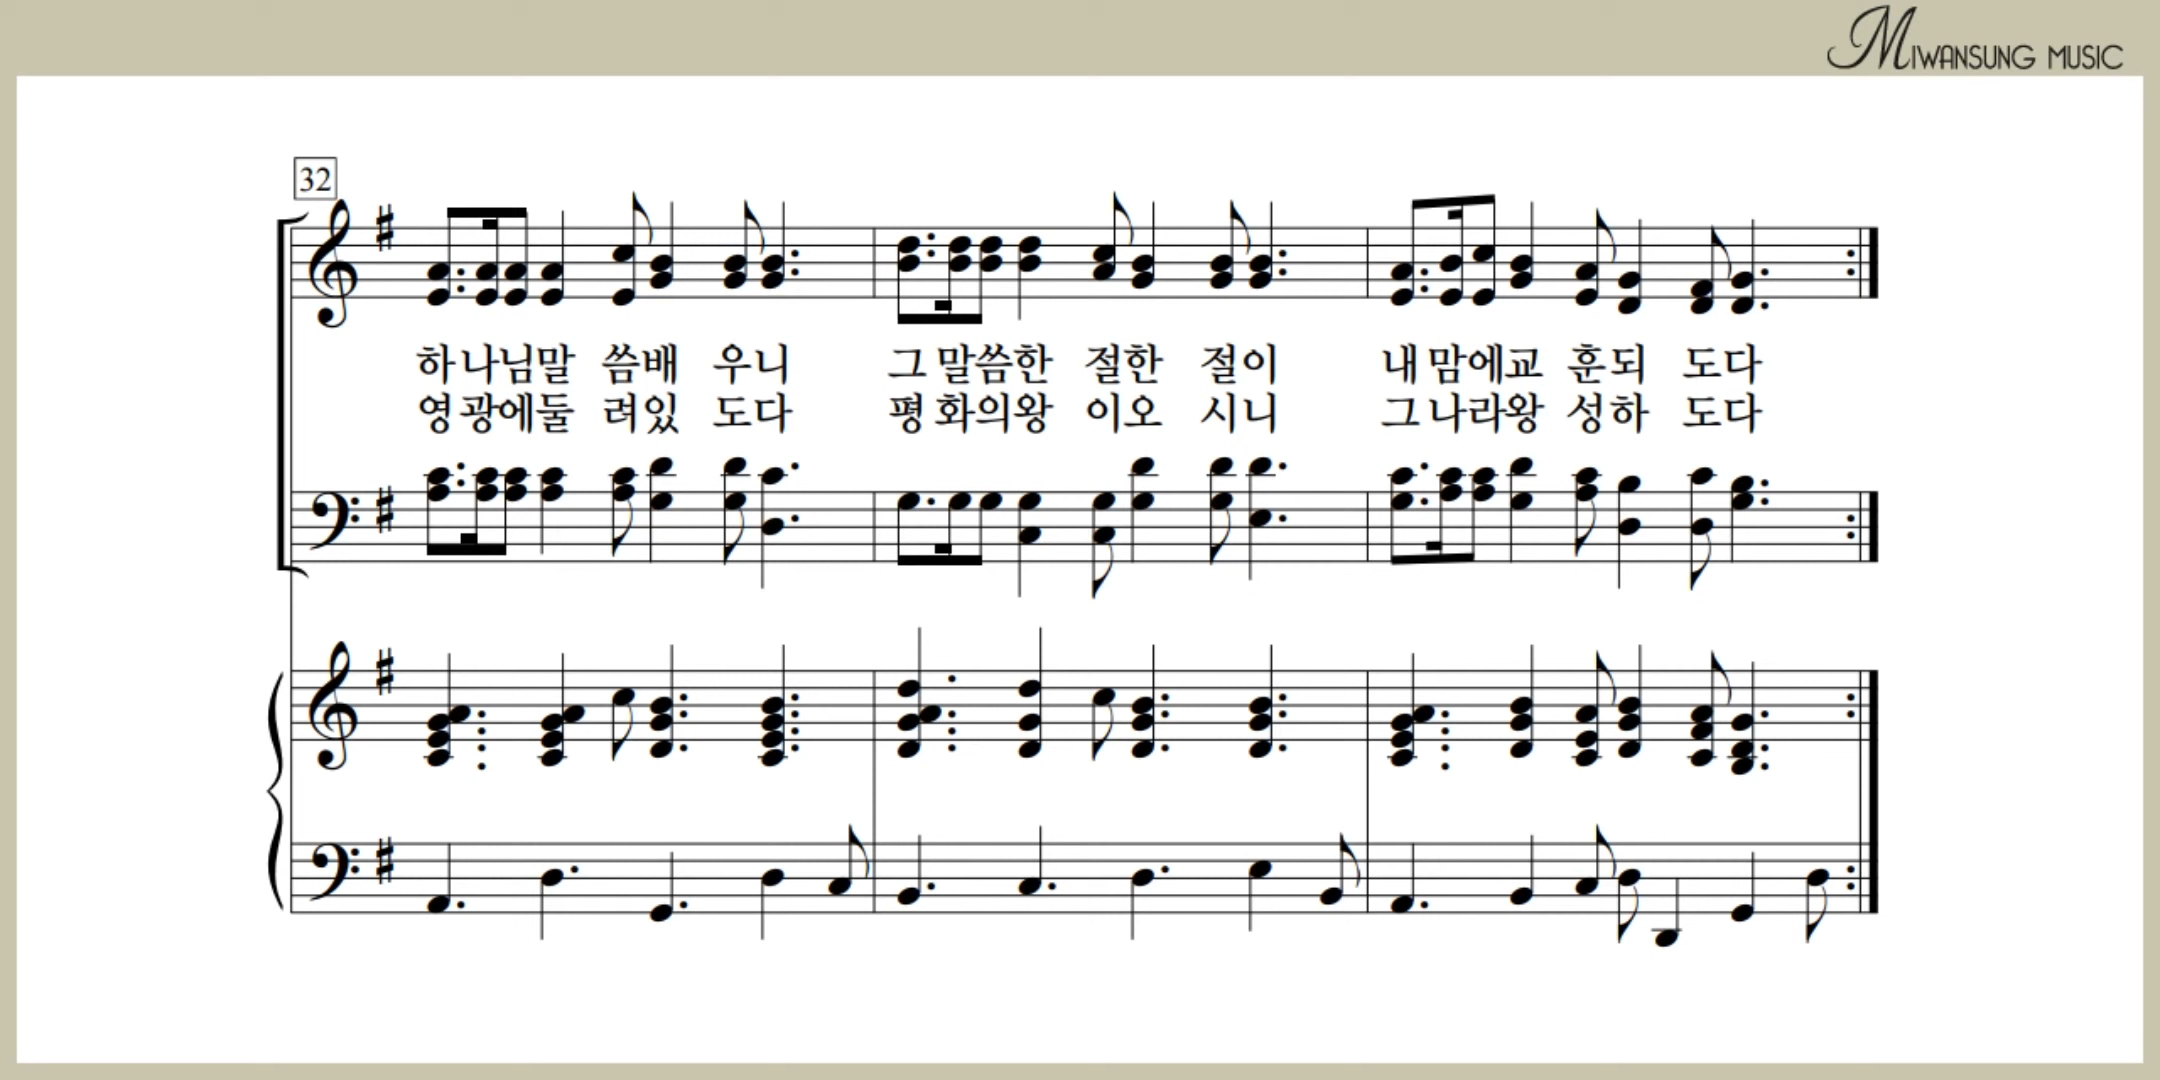 MIWANSUNG MUSIC
32
하나님말 씀배 우니 그말씀한 절한 절이 내맘에교 훈되 도다
영광에둘 려있 도다 평화의왕 이오 시니 그나라왕 성하 도다